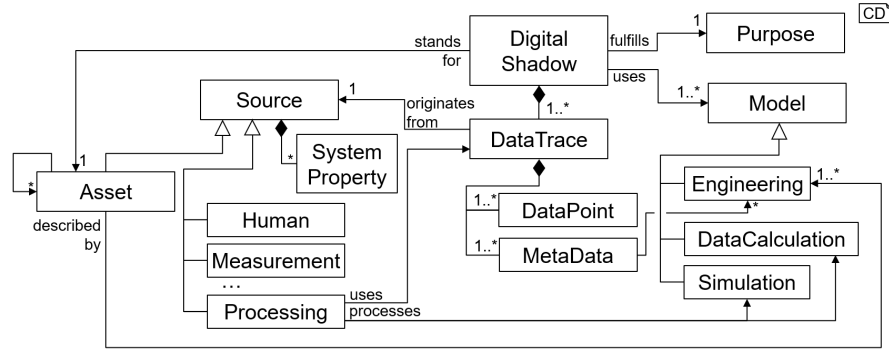 CD
Digital
Shadow
stands
for
fulfills
1
Purpose
uses
1..*
Model
Source
1
originates
from
1..*
DataTrace
*
System
Property
1
*
Asset
described
by
Human
Measurement
...
Processing
uses
processes
1..*
DataPoint
1..*
MetaData
*
Engineering
1..*
DataCalculation
Simulation